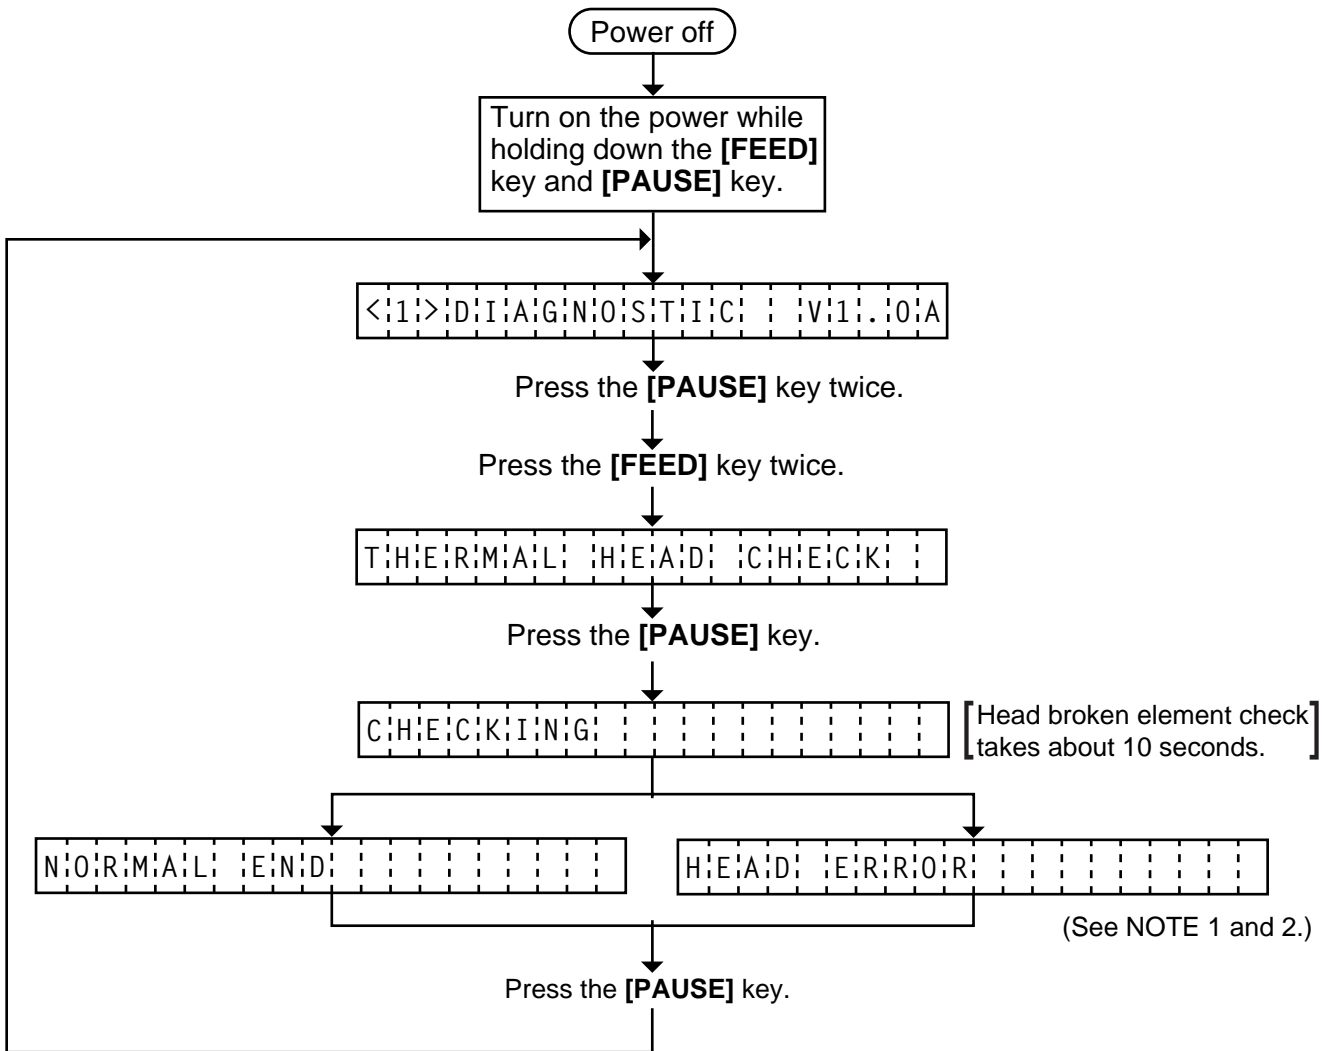 Power off
Turn on the power while
holding down the [FEED]
key and [PAUSE] key.
<1>DIAGNOSTIC  V1.0A
Press the [PAUSE] key twice.
Press the [FEED] key twice.
THERMAL HEAD CHECK
Press the [PAUSE] key.
CHECKING
[Head broken element check
takes about 10 seconds.]
NORMAL END
HEAD ERROR
(See NOTE 1 and 2.)
Press the [PAUSE] key.